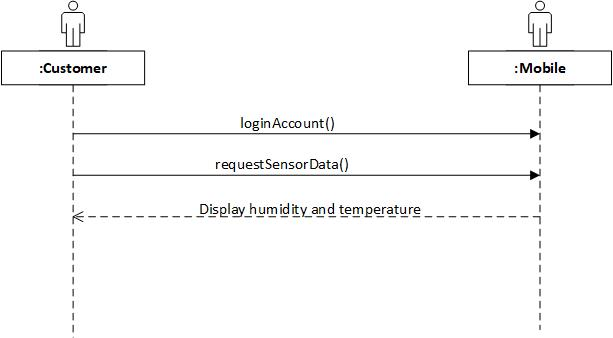 :Customer
:Mobile
loginAccount()
requestSensorData()
Display humidity and temperature